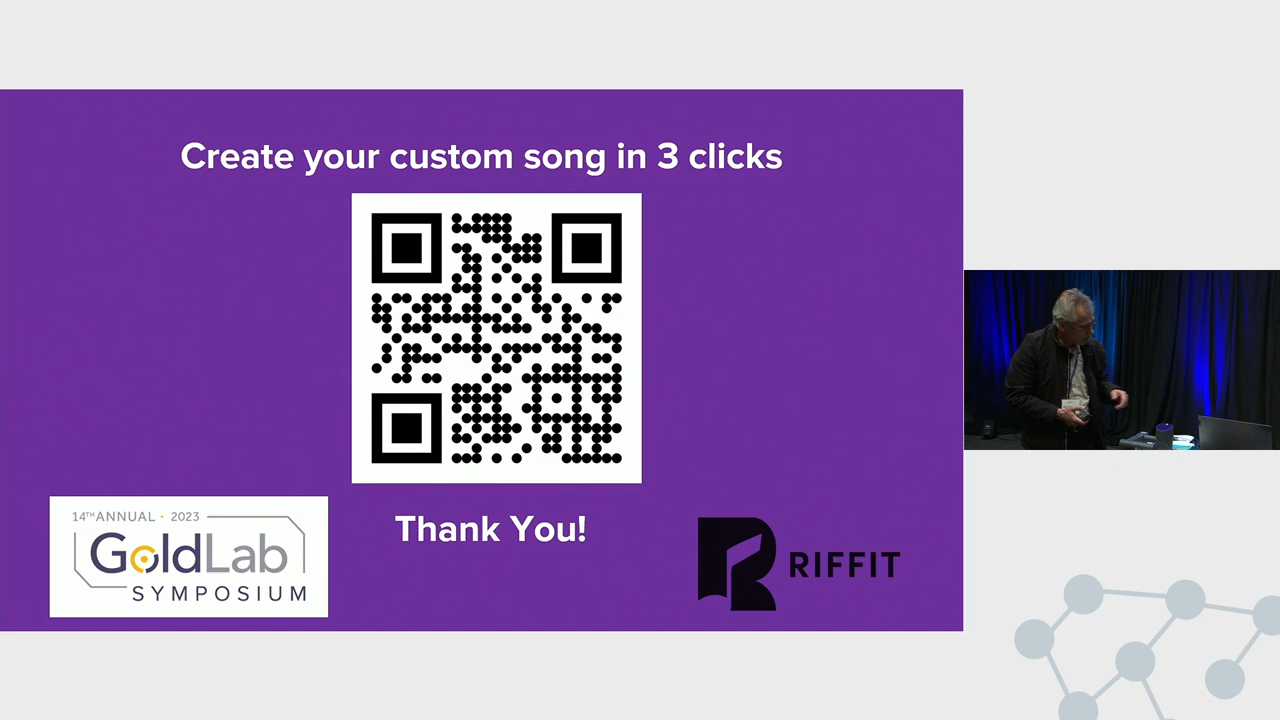 Create your custom song in 3 clicks
Thank You!
14TH ANNUAL · 2023
GoldLab
SYMPOSIUM
RIFFIT